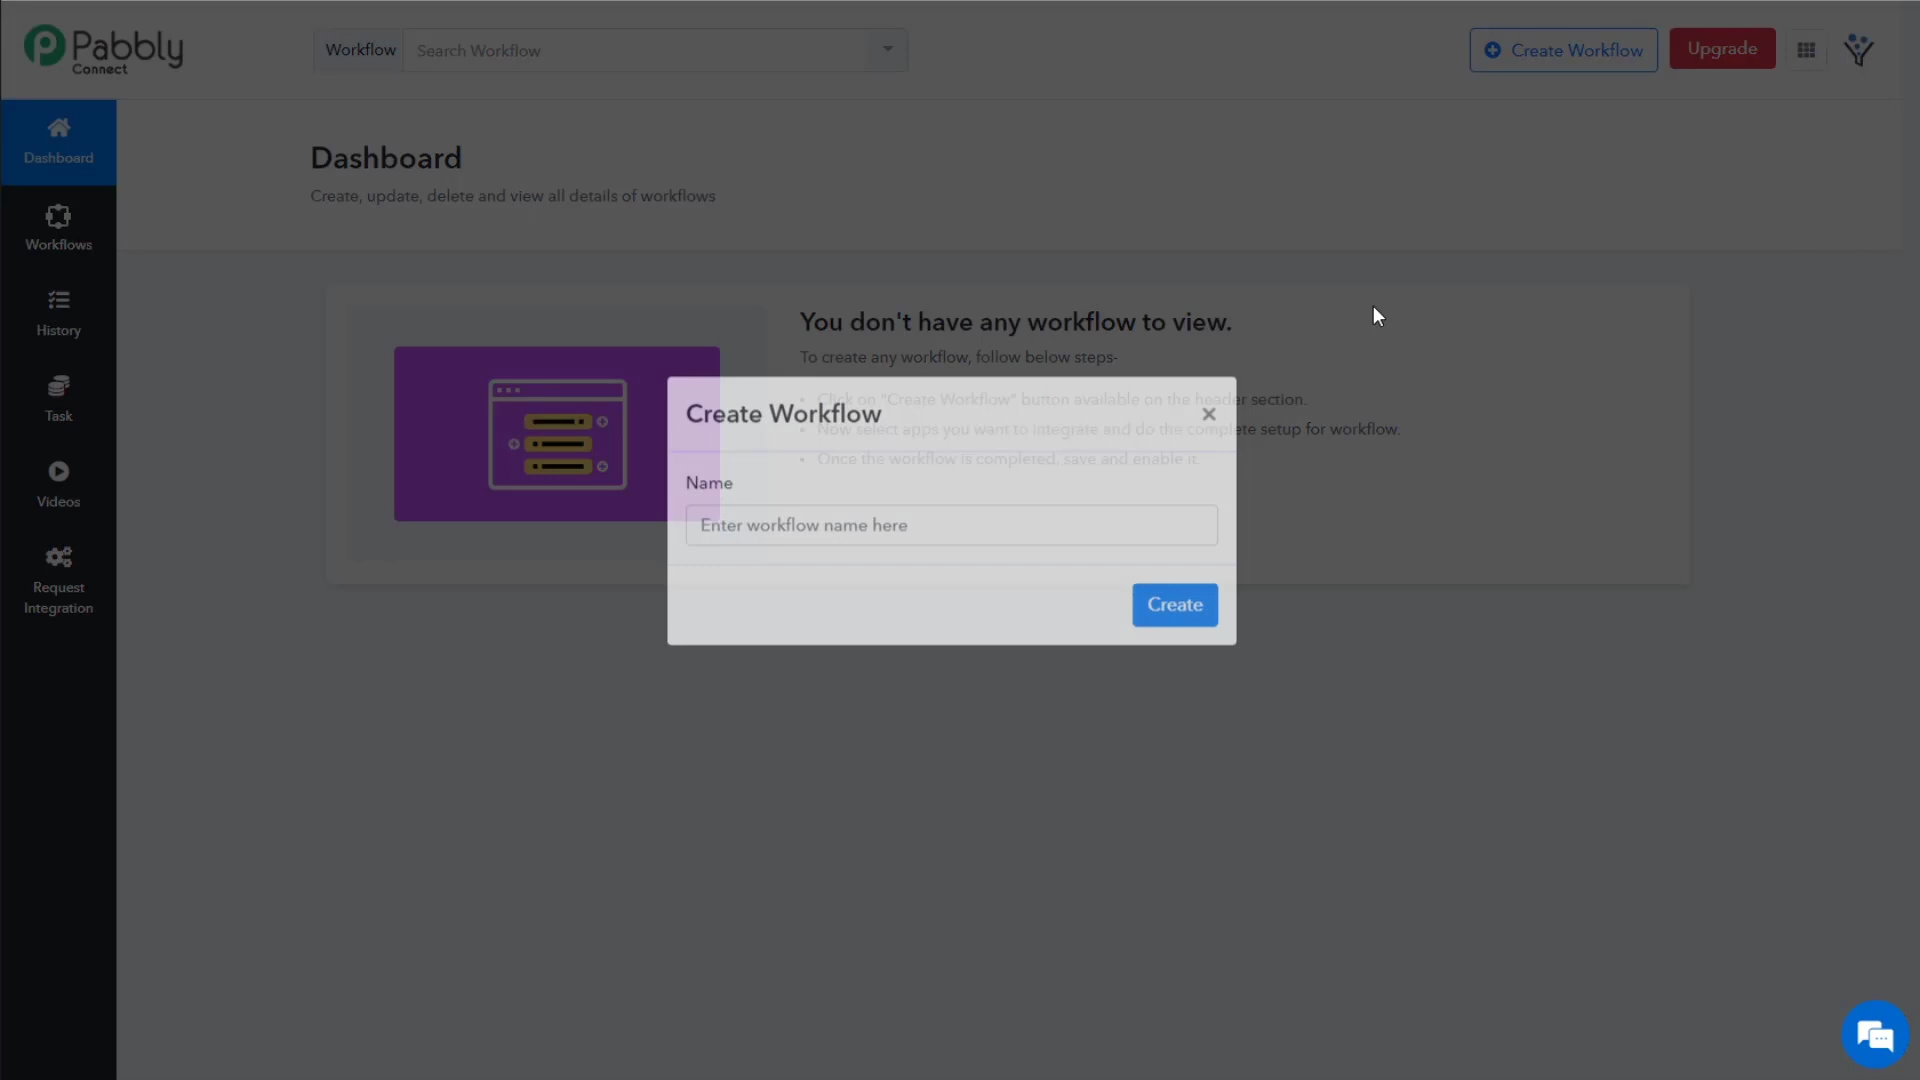 Pabbly
Connect
Workflow
Search Workflow
Create Workflow
Upgrade
Dashboard
Workflows
History
Task
Videos
Request
Integration
Dashboard
Create, update, delete and view all details of workflows
You don't have any workflow to view.
To create any workflow, follow below steps-
Click on "Create Workflow" button available on the header section.
Now select apps you want to integrate and do the complete setup for workflow.
Once the workflow is completed, save and enable it.
Create Workflow
×
Name
Enter workflow name here
Create